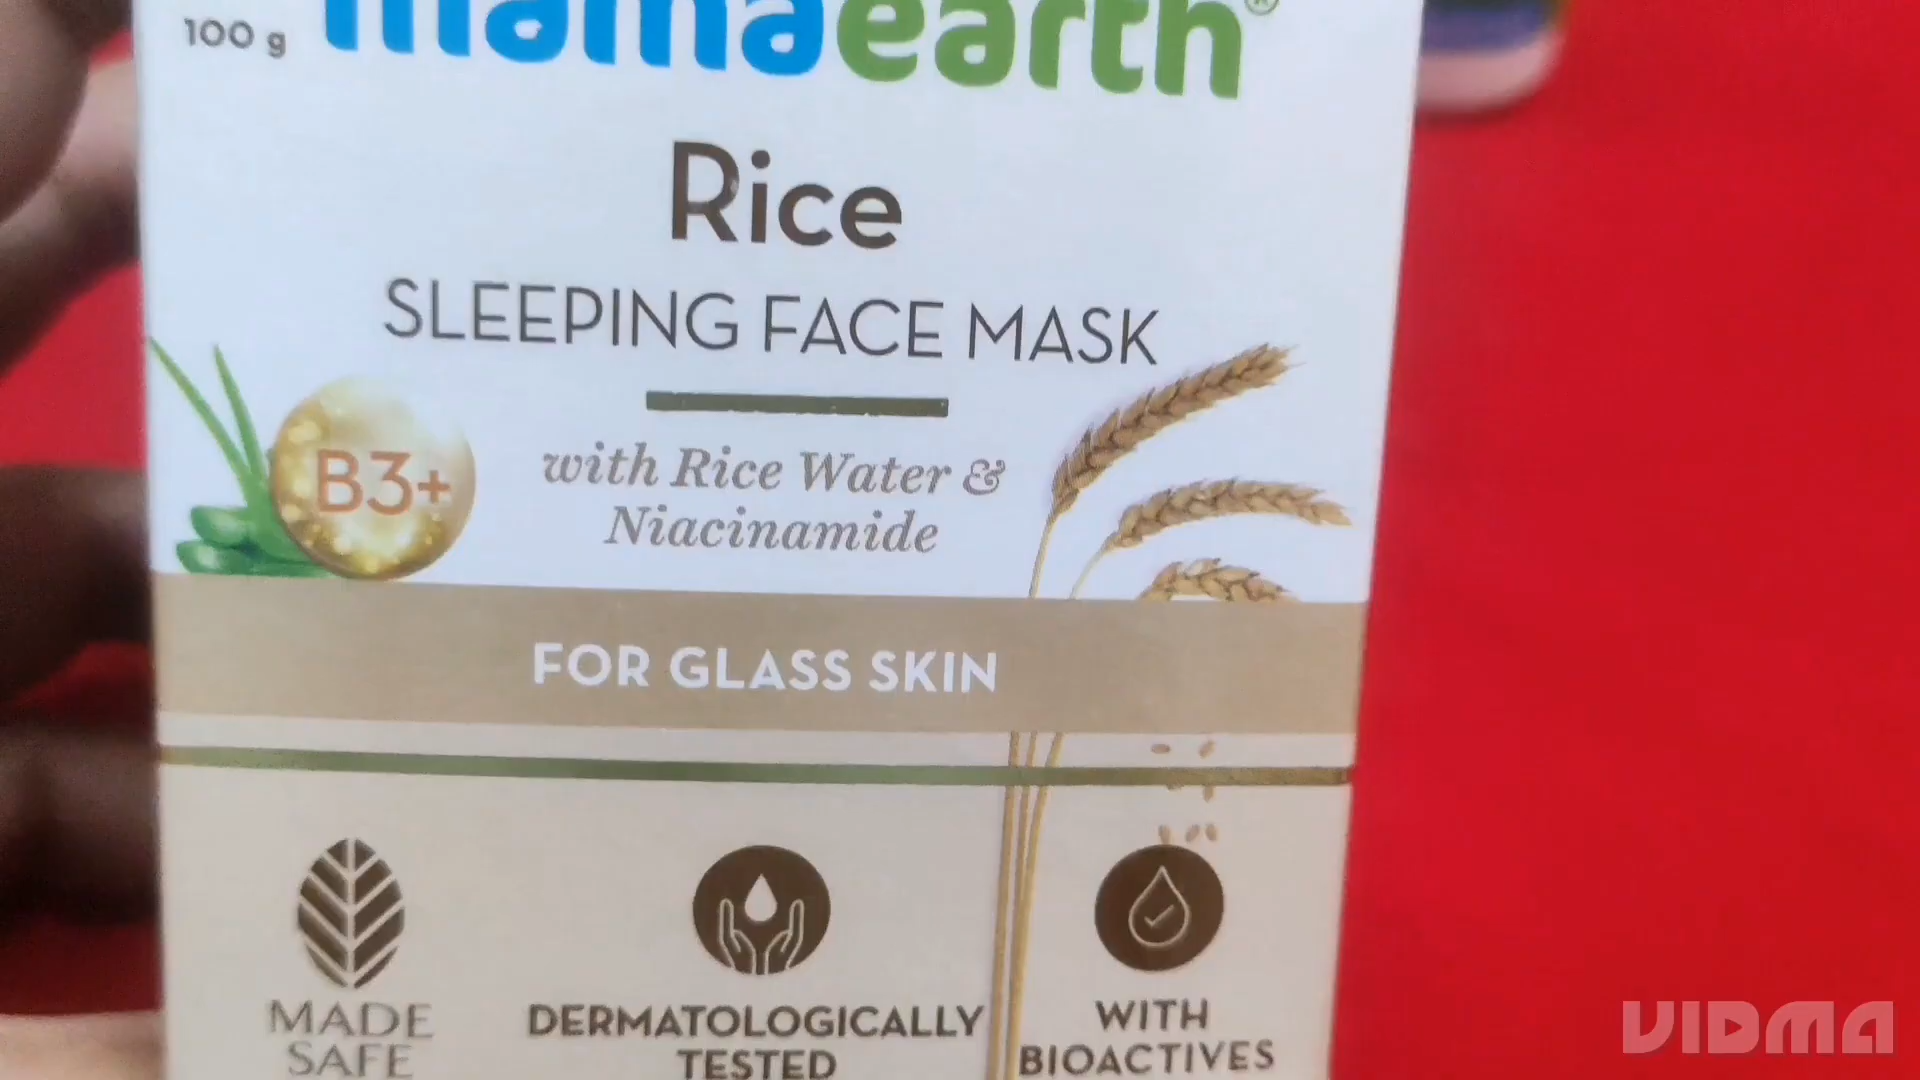 100 g
mamaearth®
Rice
SLEEPING FACE MASK
B3+
with Rice Water &
Niacinamide
FOR GLASS SKIN
MADE
SAFE
DERMATOLOGICALLY
TESTED
WITH
BIOACTIVES
VIDMA